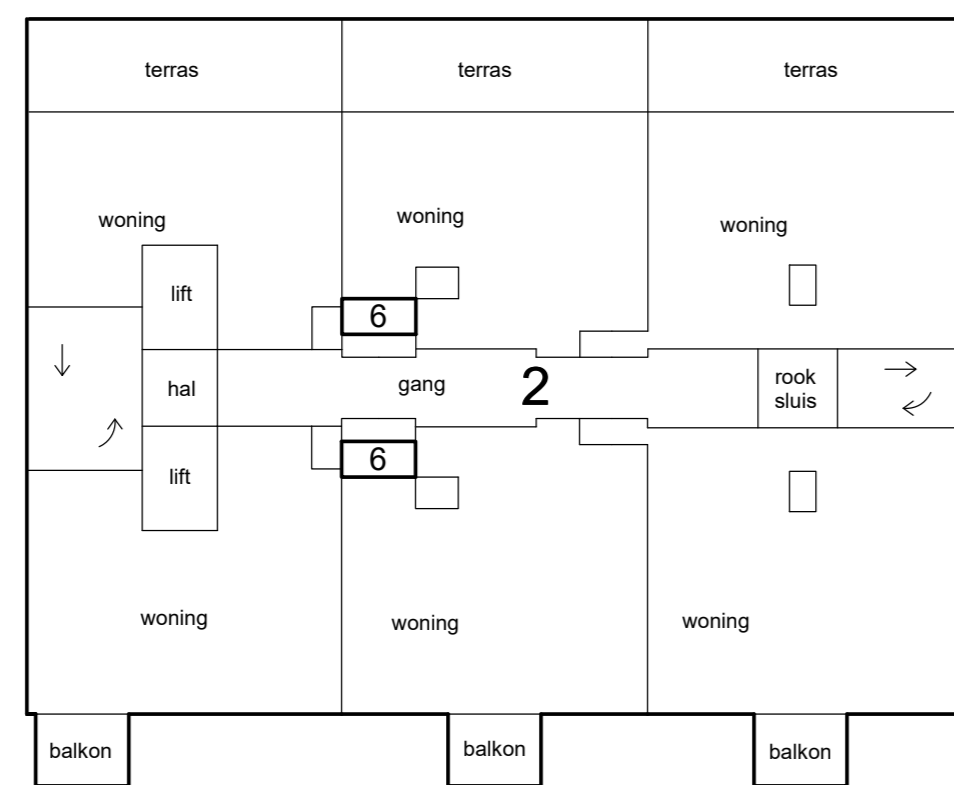 terras
terras
terras
woning
woning
woning
lift
6
hal
gang
2
rook
sluis
6
lift
woning
woning
woning
balkon
balkon
balkon